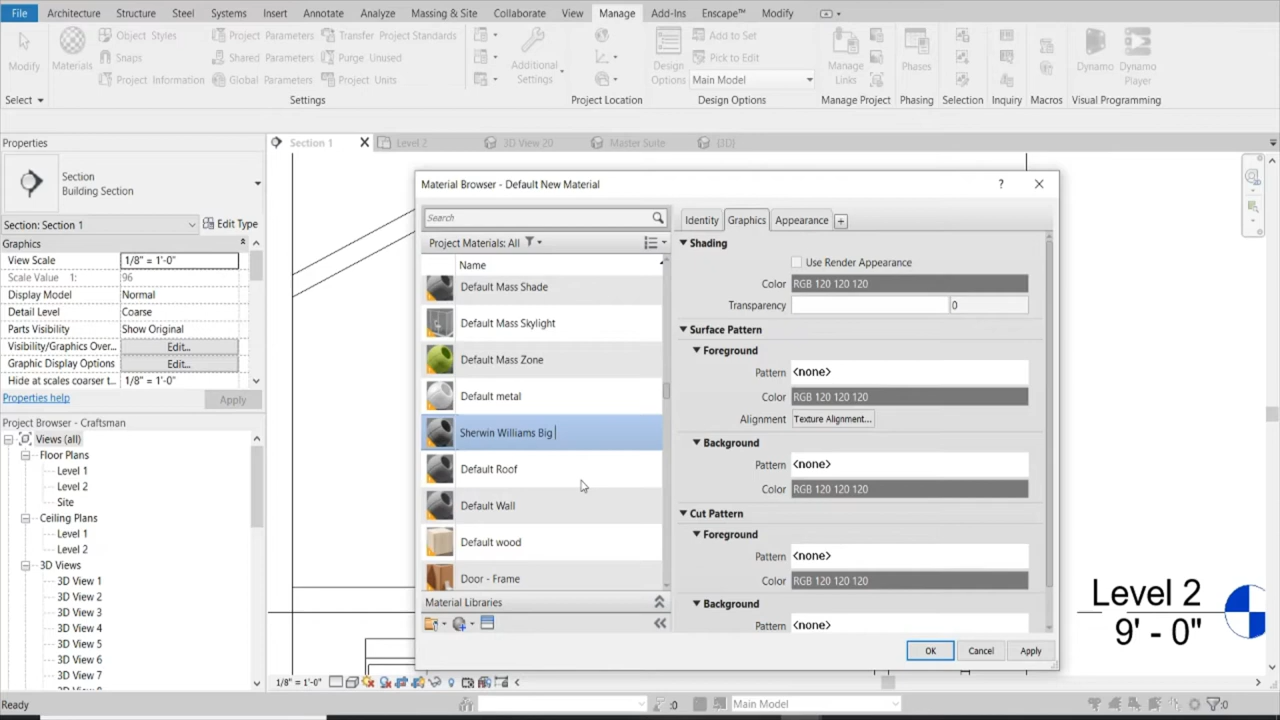 File Architecture Structure Steel Systems Insert Annotate Analyze Massing & Site Collaborate View Manage Add-Ins Enscape™ Modify
Object Styles Project Parameters Transfer Project Standards Add to Set
Snaps Shared Parameters Purge Unused Pick to Edit
Modify Materials Project Information Global Parameters Project Units Additional Settings Design Options Main Model Manage Links Phases Dynamo Dynamo Player
Select Settings Project Location Design Options Manage Project Phasing Selection Inquiry Macros Visual Programming
Properties
Section 1 Level 2 3D View 20 Master Suite {3D}
Section
Building Section
Section: Section 1 Edit Type
Graphics
View Scale 1/8" = 1'-0"
Scale Value 1: 96
Display Model Normal
Detail Level Coarse
Parts Visibility Show Original
Visibility/Graphics Over... Edit...
Graphic Display Options Edit...
Hide at scales coarser t... 1/8" = 1'-0"
Properties help Apply
Project Browser - Craftsman
Views (all)
Floor Plans
Level 1
Level 2
Site
Ceiling Plans
Level 1
Level 2
3D Views
3D View 1
3D View 2
3D View 3
3D View 4
3D View 5
3D View 6
3D View 7
Material Browser - Default New Material ?
Search
Project Materials: All
Name
Default Mass Shade
Default Mass Skylight
Default Mass Zone
Default metal
Sherwin Williams Big
Default Roof
Default Wall
Default wood
Door - Frame
Material Libraries
Identity Graphics Appearance
Shading
Use Render Appearance
Color RGB 120 120 120
Transparency 0
Surface Pattern
Foreground
Pattern <none>
Color RGB 120 120 120
Alignment Texture Alignment...
Background
Pattern <none>
Color RGB 120 120 120
Cut Pattern
Foreground
Pattern <none>
Color RGB 120 120 120
Background
Pattern <none>
OK Cancel Apply
Level 2
9' - 0"
1/8" = 1'-0"
Ready :0 Main Model :0